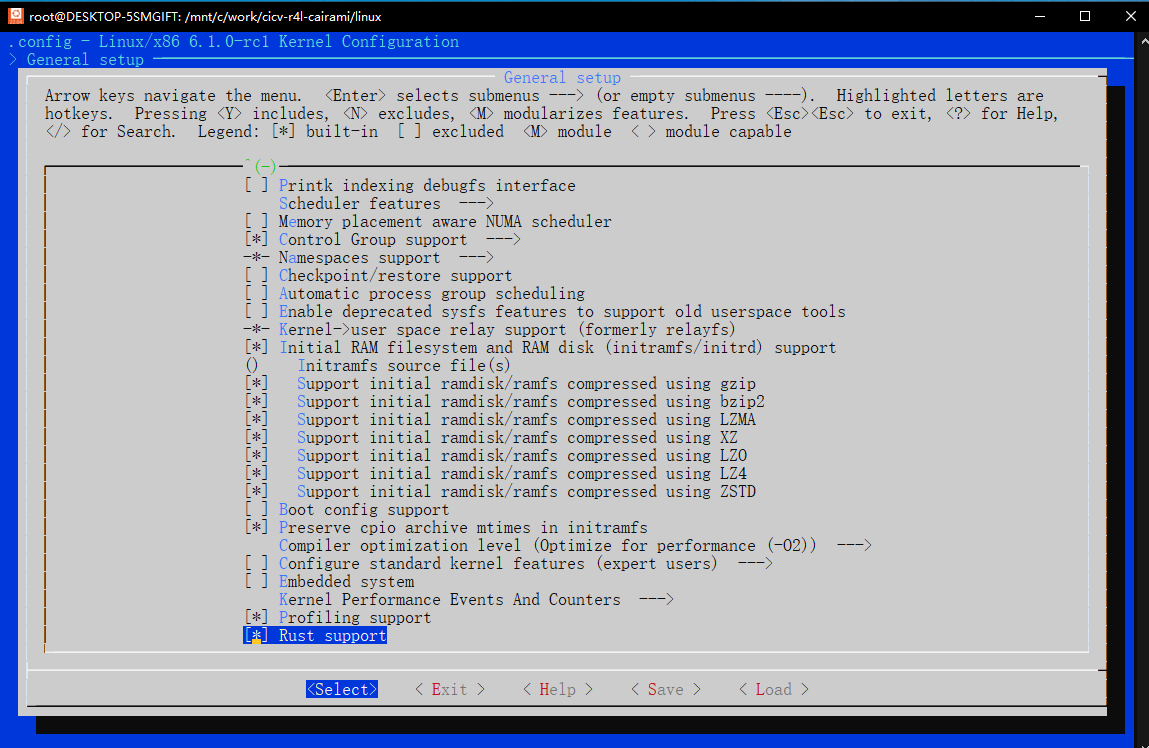 root@DESKTOP-5SMGIFT: /mnt/c/work/cicv-r4l-cairami/linux
.config - Linux/x86 6.1.0-rc1 Kernel Configuration
> General setup
General setup
Arrow keys navigate the menu.  <Enter> selects submenus ---> (or empty submenus ----).  Highlighted letters are
hotkeys.  Pressing <Y> includes, <N> excludes, <M> modularizes features.  Press <Esc><Esc> to exit, <?> for Help,
</> for Search.  Legend: [*] built-in  [ ] excluded  <M> module  < > module capable
^(-)
[ ] Printk indexing debugfs interface
Scheduler features  --->
[ ] Memory placement aware NUMA scheduler
[*] Control Group support  --->
-*- Namespaces support  --->
[ ] Checkpoint/restore support
[ ] Automatic process group scheduling
[ ] Enable deprecated sysfs features to support old userspace tools
-*- Kernel->user space relay support (formerly relayfs)
[*] Initial RAM filesystem and RAM disk (initramfs/initrd) support
()    Initramfs source file(s)
[*]   Support initial ramdisk/ramfs compressed using gzip
[*]   Support initial ramdisk/ramfs compressed using bzip2
[*]   Support initial ramdisk/ramfs compressed using LZMA
[*]   Support initial ramdisk/ramfs compressed using XZ
[*]   Support initial ramdisk/ramfs compressed using LZO
[*]   Support initial ramdisk/ramfs compressed using LZ4
[*]   Support initial ramdisk/ramfs compressed using ZSTD
[ ] Boot config support
[*] Preserve cpio archive mtimes in initramfs
Compiler optimization level (Optimize for performance (-O2))  --->
[ ] Configure standard kernel features (expert users)  --->
[ ] Embedded system
Kernel Performance Events And Counters  --->
[*] Profiling support
[*] Rust support
<Select>    < Exit >    < Help >    < Save >    < Load >